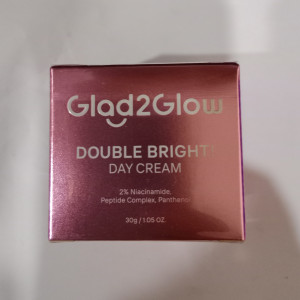 Glad2Glow
DOUBLE BRIGHT
DAY CREAM
2% Niacinamide,
Peptide Complex, Panthenol
30g / 1.05 OZ.